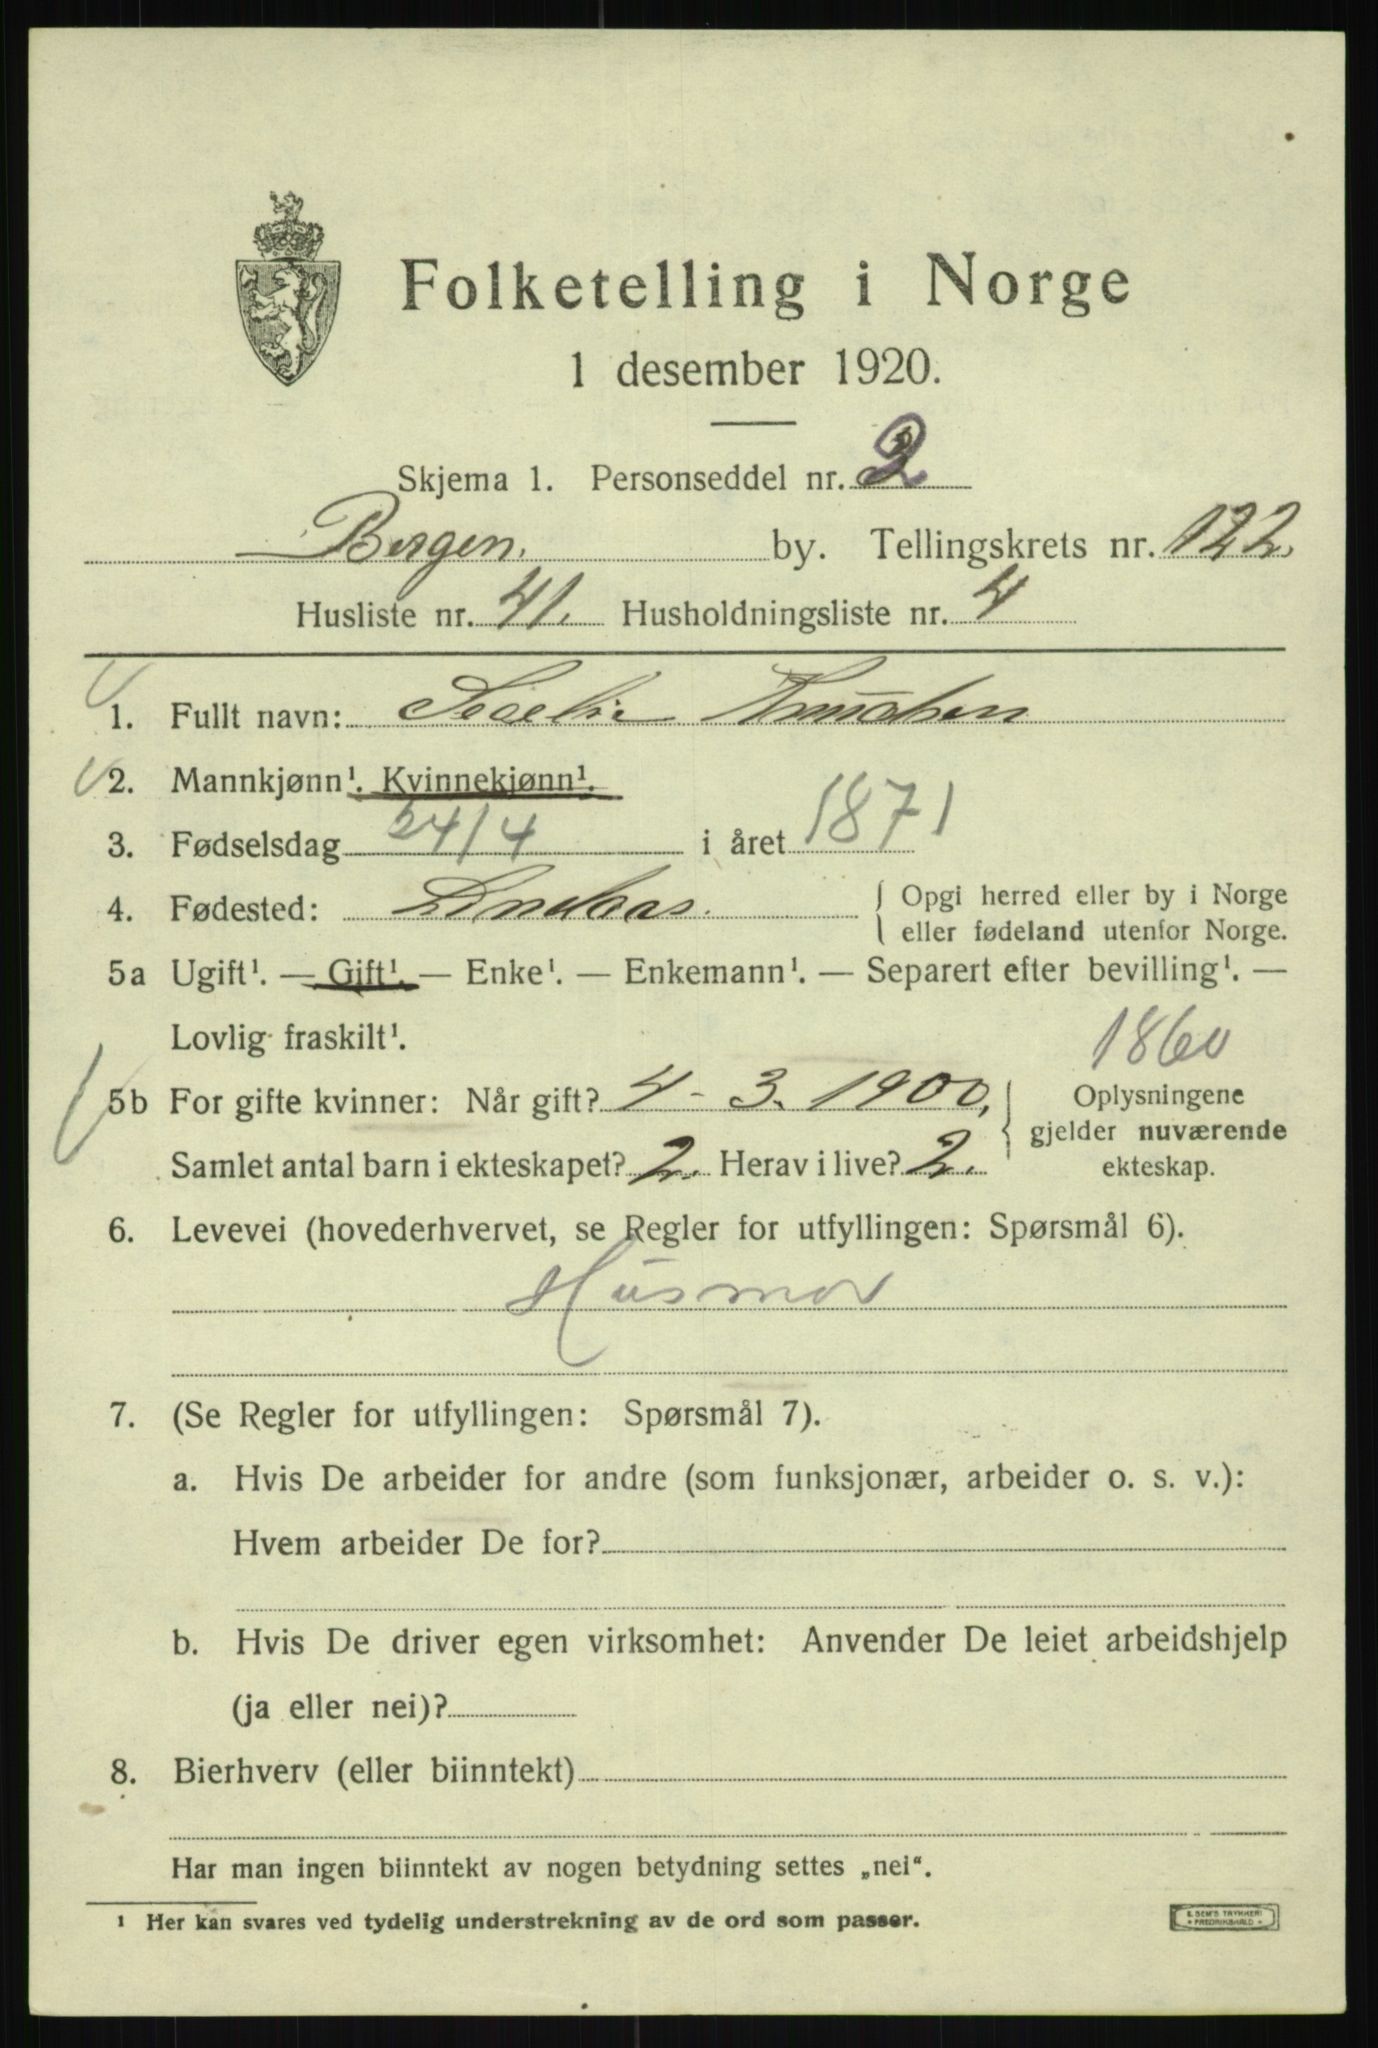 Folketelling i Norge
1 desember 1920.
Skjema 1. Personseddel nr. 2
Bergen. by. Tellingskrets nr. 122.
Husliste nr. 41. Husholdningsliste nr. 4
1. Fullt navn: Knudsen
2. Mannkjønn¹. Kvinnekjønn¹.
3. Fødselsdag 24/4 i året 1871
4. Fødested: Lindaas. { Opgi herred eller by i Norge
eller fødeland utenfor Norge.
5a Ugift¹. — Gift¹. — Enke¹. — Enkemann¹. — Separert efter bevilling¹. —
Lovlig fraskilt¹.
1860
5b For gifte kvinner: Når gift? 4 - 3. 1900. { Oplysningene
gjelder nuværende
Samlet antal barn i ekteskapet? 2. Herav i live? 2. ekteskap.
6. Levevei (hovederhvervet, se Regler for utfyllingen: Spørsmål 6).
Husmor
7. (Se Regler for utfyllingen: Spørsmål 7).
a. Hvis De arbeider for andre (som funksjonær, arbeider o. s. v.):
Hvem arbeider De for?
b. Hvis De driver egen virksomhet: Anvender De leiet arbeidshjelp
(ja eller nei)?
8. Bierhverv (eller biinntekt)
Har man ingen biinntekt av nogen betydning settes „nei“.
¹ Her kan svares ved tydelig understrekning av de ord som passer.
E. SEM'S TRYKKERI
• FREDRIKSHALD •